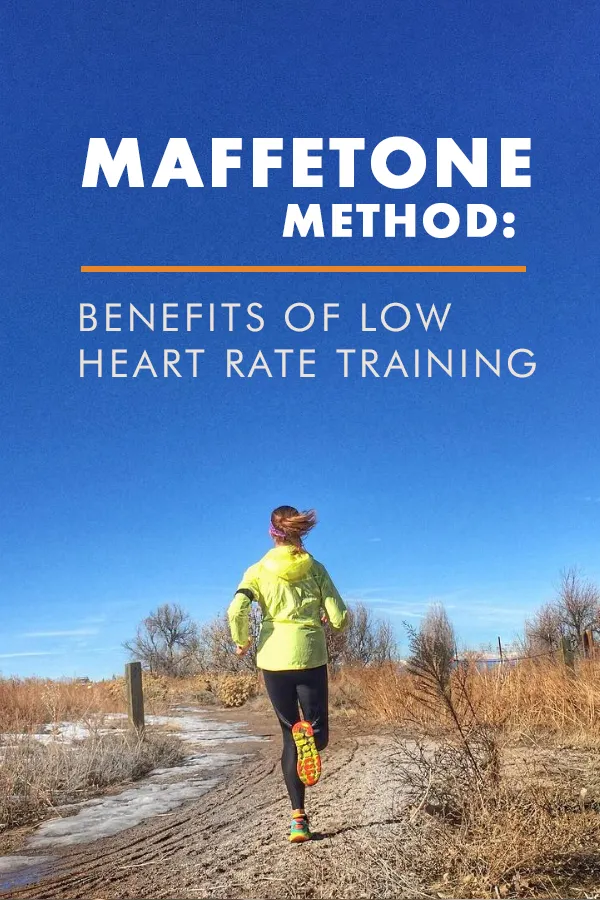 MAFFETONE
METHOD:
BENEFITS OF LOW
HEART RATE TRAINING